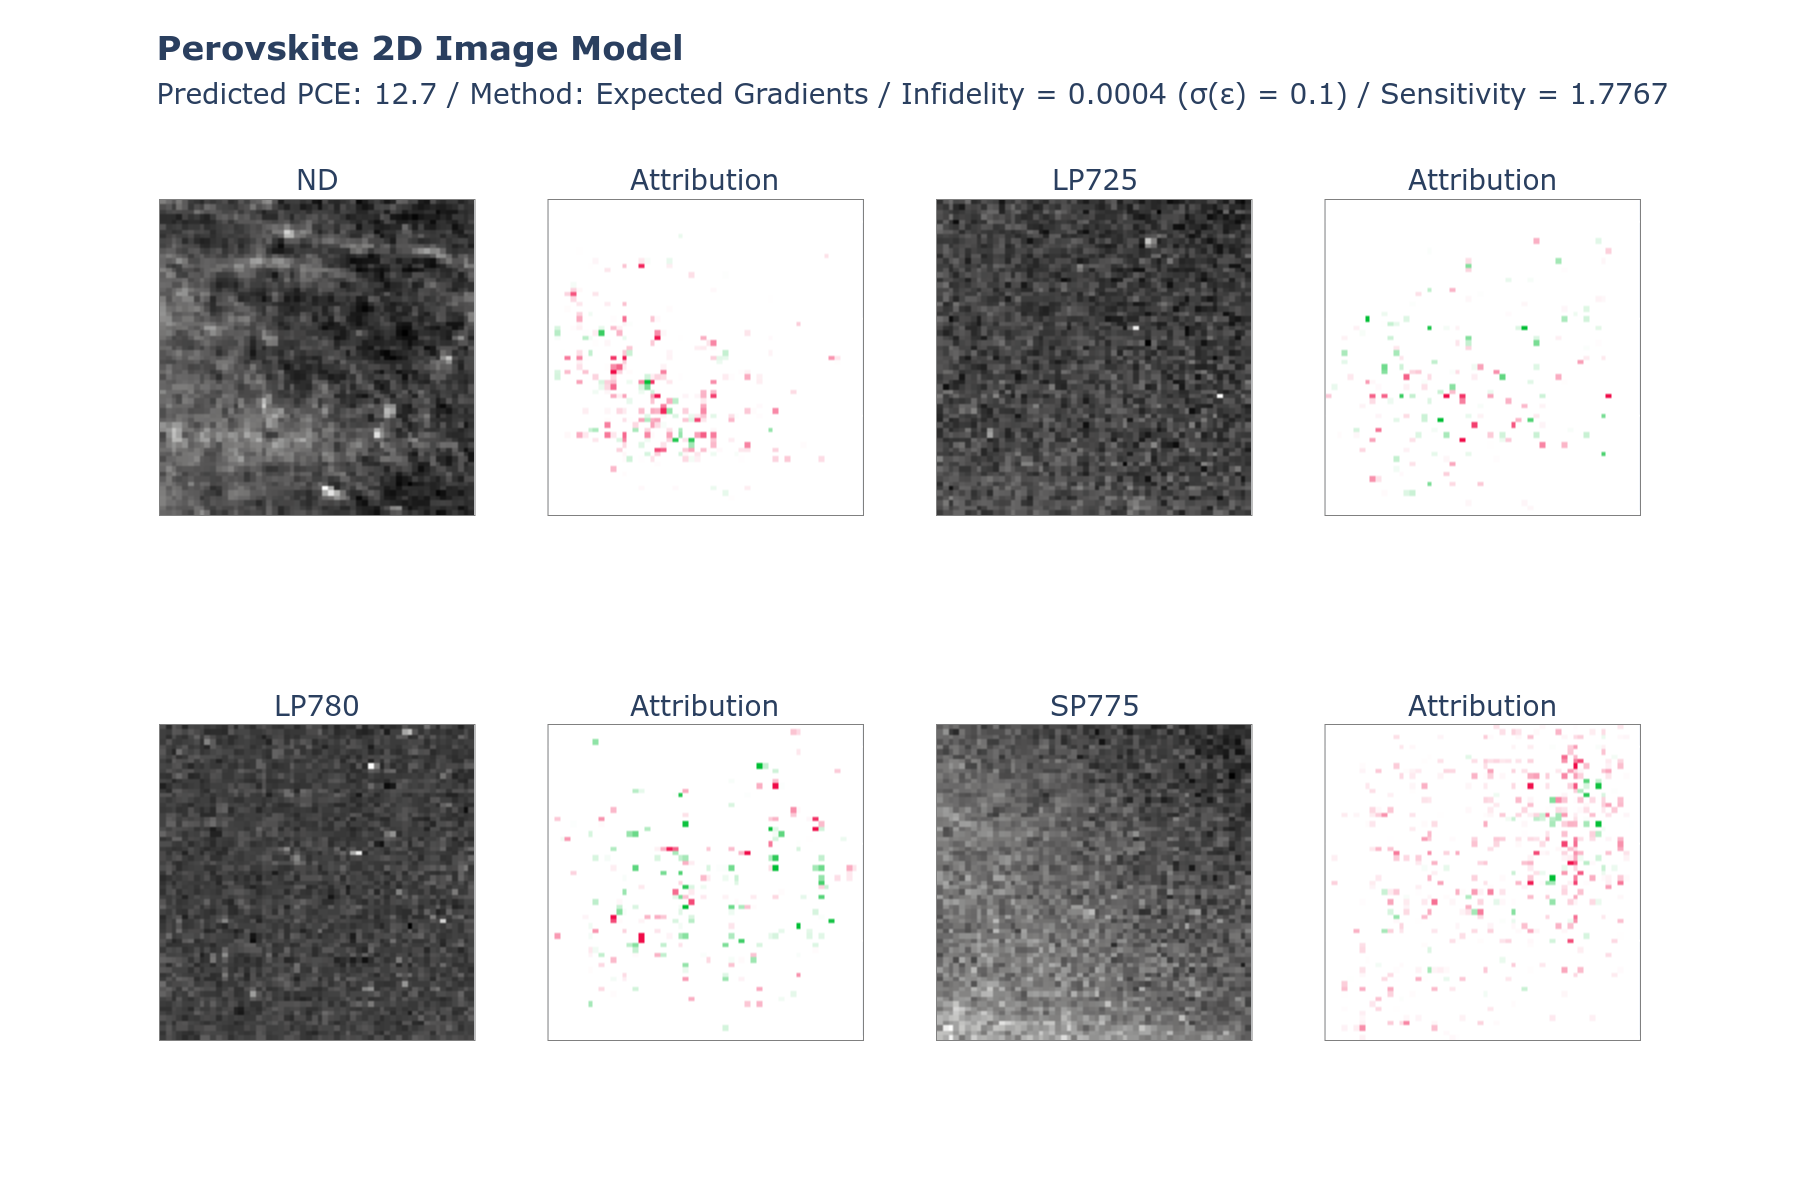 Perovskite 2D Image Model
Predicted PCE: 12.7 / Method: Expected Gradients / Infidelity = 0.0004 (σ(ε) = 0.1) / Sensitivity = 1.7767
ND
Attribution
LP725
Attribution
LP780
Attribution
SP775
Attribution